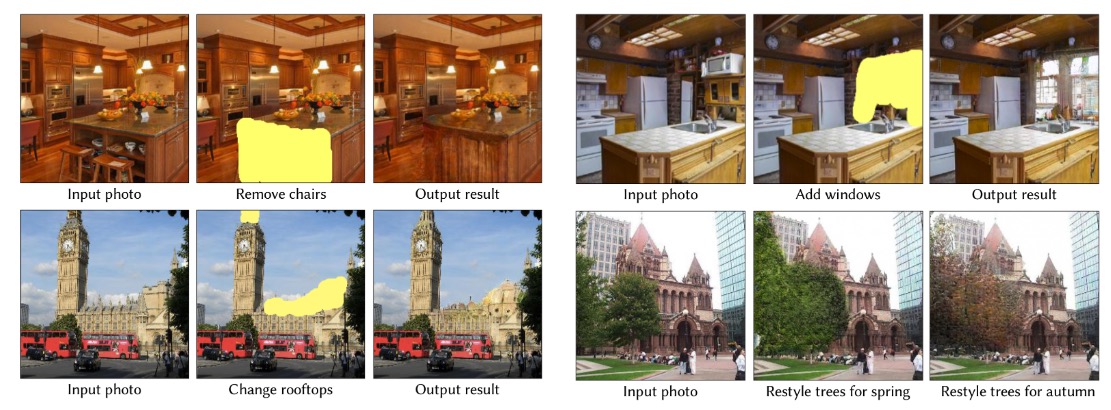 Input photo
Remove chairs
Output result
Input photo
Add windows
Output result
Input photo
Change rooftops
Output result
Input photo
Restyle trees for spring
Restyle trees for autumn